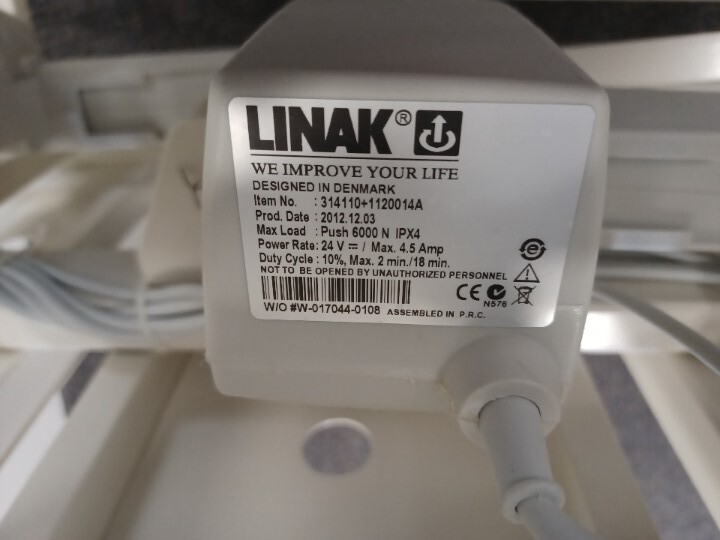 LINAK®
WE IMPROVE YOUR LIFE
DESIGNED IN DENMARK
Item No. : 314110+1120014A
Prod. Date : 2012.12.03
Max Load : Push 6000 N IPX4
Power Rate: 24 V ⎓ / Max. 4.5 Amp
Duty Cycle : 10%, Max. 2 min./18 min.
NOT TO BE OPENED BY UNAUTHORIZED PERSONNEL
CE
N576
W/O #W-017044-0108 ASSEMBLED IN P.R.C.